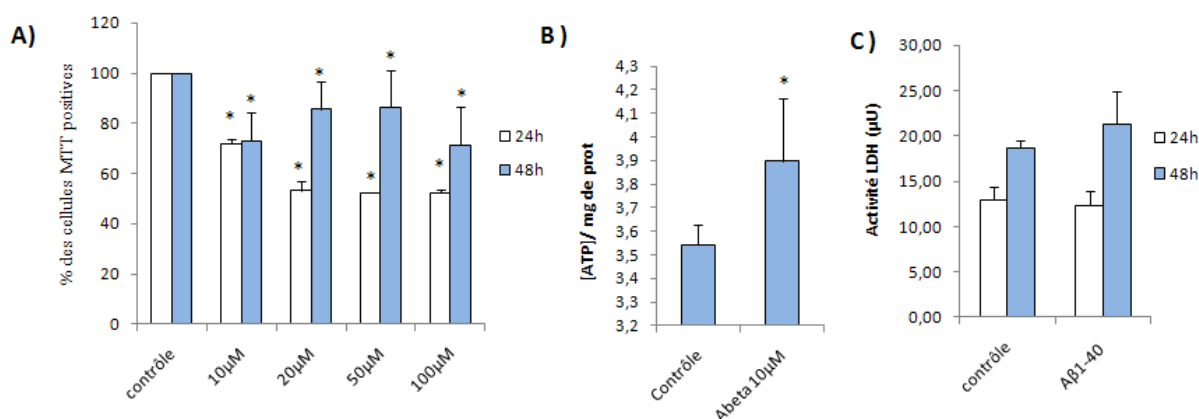 A)
% des cellules MTT positives
120
100
80
60
40
20
0
* * * * * * * *
contrôle
10µM
20µM
50µM
100µM
24h
48h
B)
[ATP]/ mg de prot
4,3
4,2
4,1
4
3,9
3,8
3,7
3,6
3,5
3,4
3,3
3,2
*
Contrôle
Abeta 10µM
C)
Activité LDH (µU)
30,00
25,00
20,00
15,00
10,00
5,00
0,00
contrôle
Aβ1-40
24h
48h